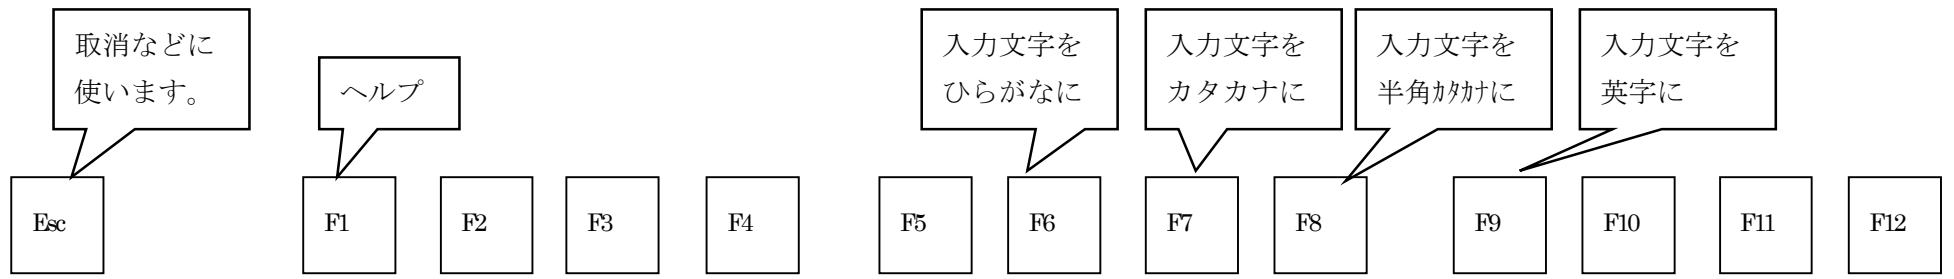 取消などに
使います。
ヘルプ
入力文字を
ひらがなに
入力文字を
カタカナに
入力文字を
半角ｶﾀｶﾅに
入力文字を
英字に
Esc
F1
F2
F3
F4
F5
F6
F7
F8
F9
F10
F11
F12